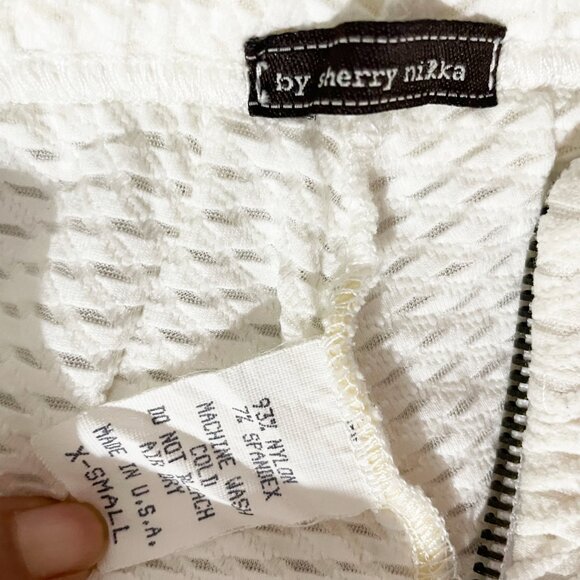 by sherry nikka
93% NYLON
7% SPANDEX
MACHINE WASH
COLD
DO NOT BLEACH
AIR DRY
MADE IN U.S.A.
X-SMALL